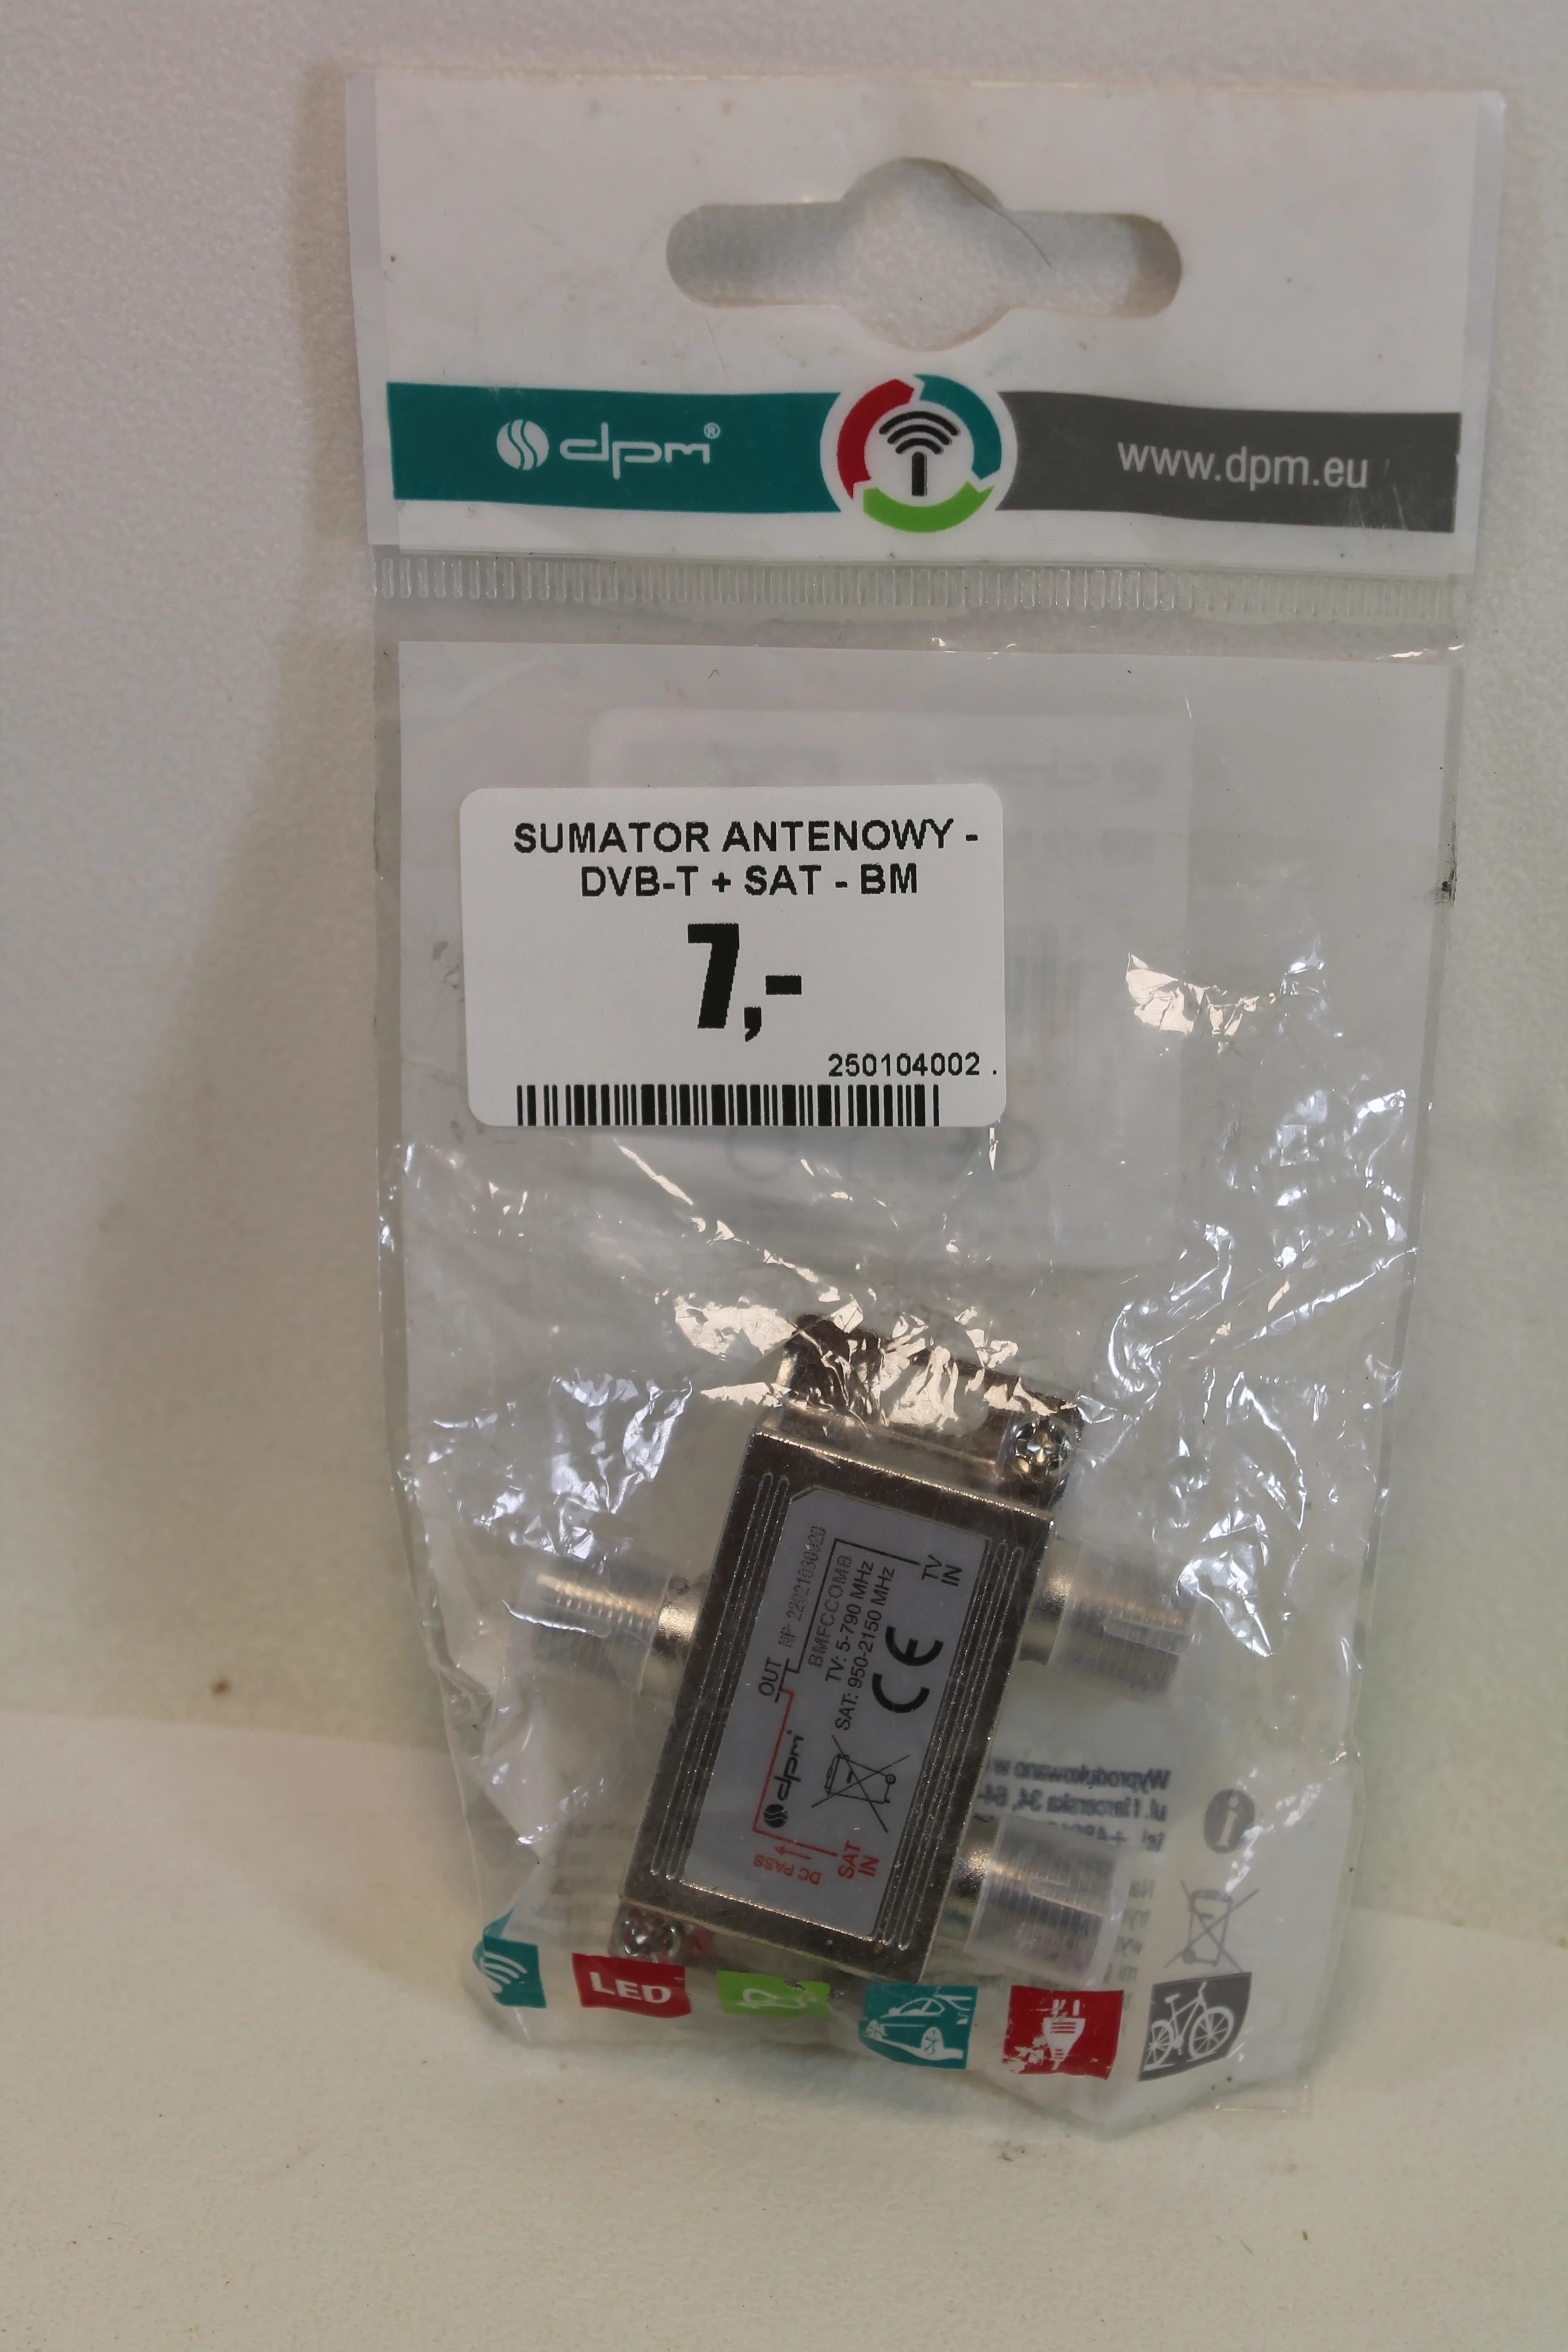 dpm®
www.dpm.eu
SUMATOR ANTENOWY -
DVB-T + SAT - BM
7,-
250104002 .
OUT
BMFCCOMB
TV: 5-790 MHz
SAT: 950-2150 MHz
CE
TV
IN
dpm
DC PASS
SAT
IN
Wyprodukowano w
LED